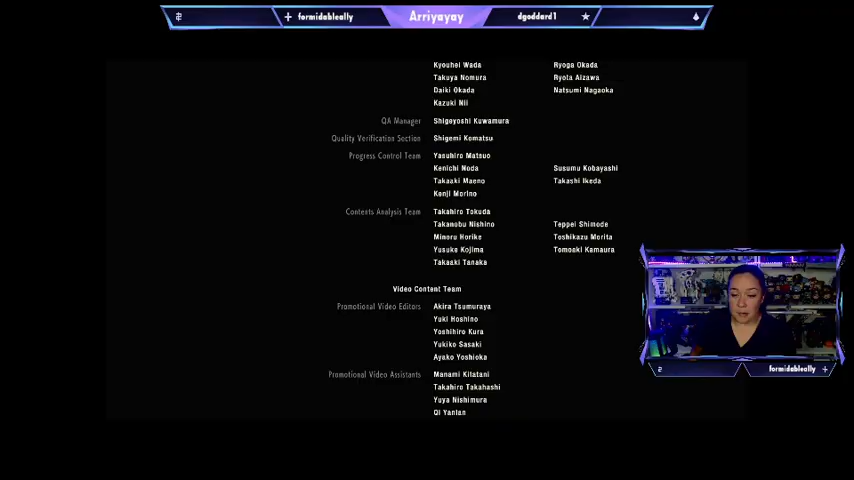 formidableally Arriyayay dgoddard1
Kyouhei Wada Ryoga Okada
Takuya Nomura Ryota Aizawa
Daiki Okada Natsumi Nagaoka
Kazuki Nii
QA Manager Shigeyoshi Kuwamura
Quality Verification Section Shigemi Komatsu
Progress Control Team Yasuhiro Matsuo
Kenichi Noda Susumu Kobayashi
Takaaki Maeno Takashi Ikeda
Kenji Morino
Contents Analysis Team Takahiro Tokuda
Takanobu Nishino Teppei Shimode
Minoru Horike Toshikazu Morita
Yusuke Kojima Tomoaki Kamaura
Takaaki Tanaka
Video Content Team
Promotional Video Editors Akira Tsumuraya
Yuki Hoshino
Yoshihiro Kura
Yukiko Sasaki
Ayako Yoshioka
Promotional Video Assistants Manami Kitatani
Takahiro Takahashi
Yuya Nishimura
Qi Yantan
formidableally